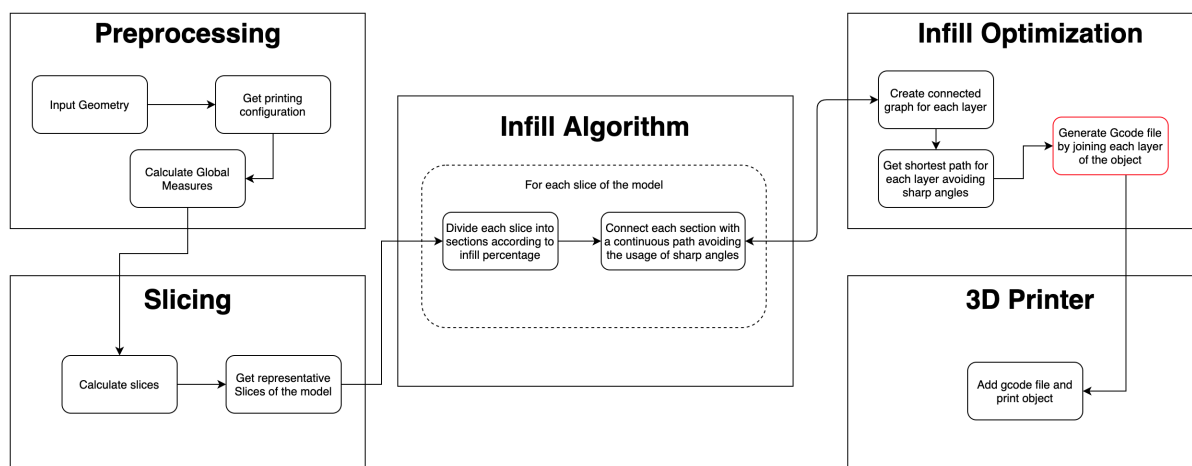 Preprocessing
Input Geometry
Get printing
configuration
Calculate Global
Measures
Slicing
Calculate slices
Get representative
Slices of the model
Infill Algorithm
For each slice of the model
Divide each slice into
sections according to
infill percentage
Connect each section with
a continuous path avoiding
the usage of sharp angles
Infill Optimization
Create connected
graph for each layer
Get shortest path for
each layer avoiding
sharp angles
Generate Gcode file
by joining each layer
of the object
3D Printer
Add gcode file and
print object